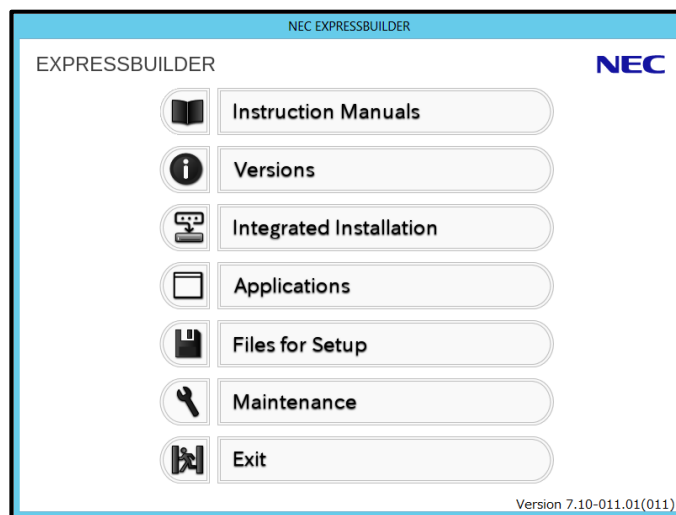 NEC EXPRESSBUILDER
EXPRESSBUILDER
NEC
Instruction Manuals
Versions
Integrated Installation
Applications
Files for Setup
Maintenance
Exit
Version 7.10-011.01(011)